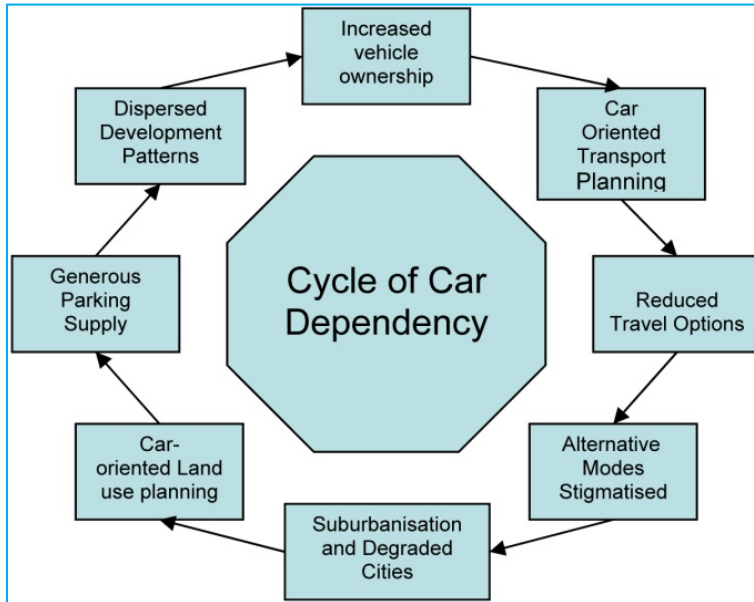 Increased
vehicle
ownership
Car
Oriented
Transport
Planning
Reduced
Travel Options
Alternative
Modes
Stigmatised
Suburbanisation
and Degraded
Cities
Car-
oriented Land
use planning
Generous
Parking
Supply
Dispersed
Development
Patterns
Cycle of Car
Dependency